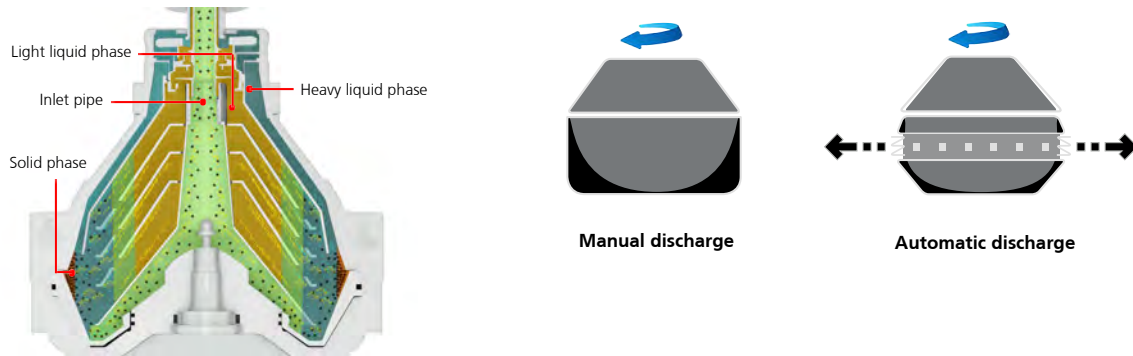 Light liquid phase
Inlet pipe
Heavy liquid phase
Solid phase
Manual discharge
Automatic discharge